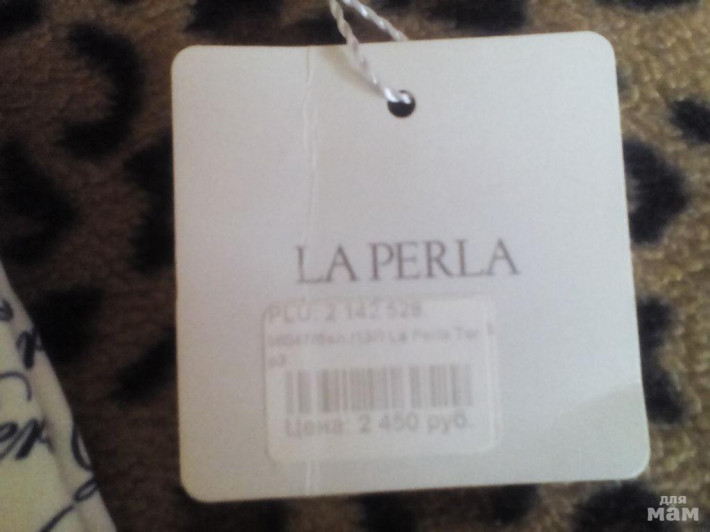 LA PERLA
PLU: 2 142 528
La Perla
Цена: 2 450 руб.
для
мам